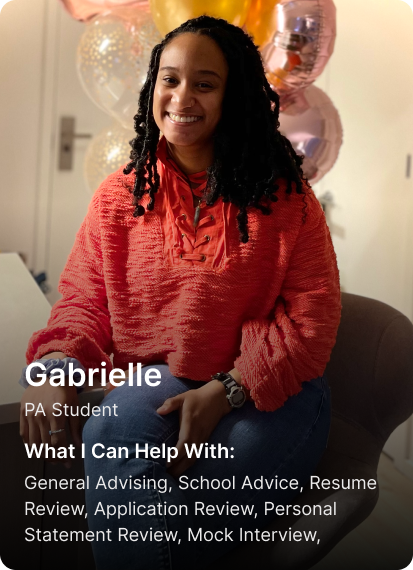 Gabrielle
PA Student
What I Can Help With:
General Advising, School Advice, Resume
Review, Application Review, Personal
Statement Review, Mock Interview,